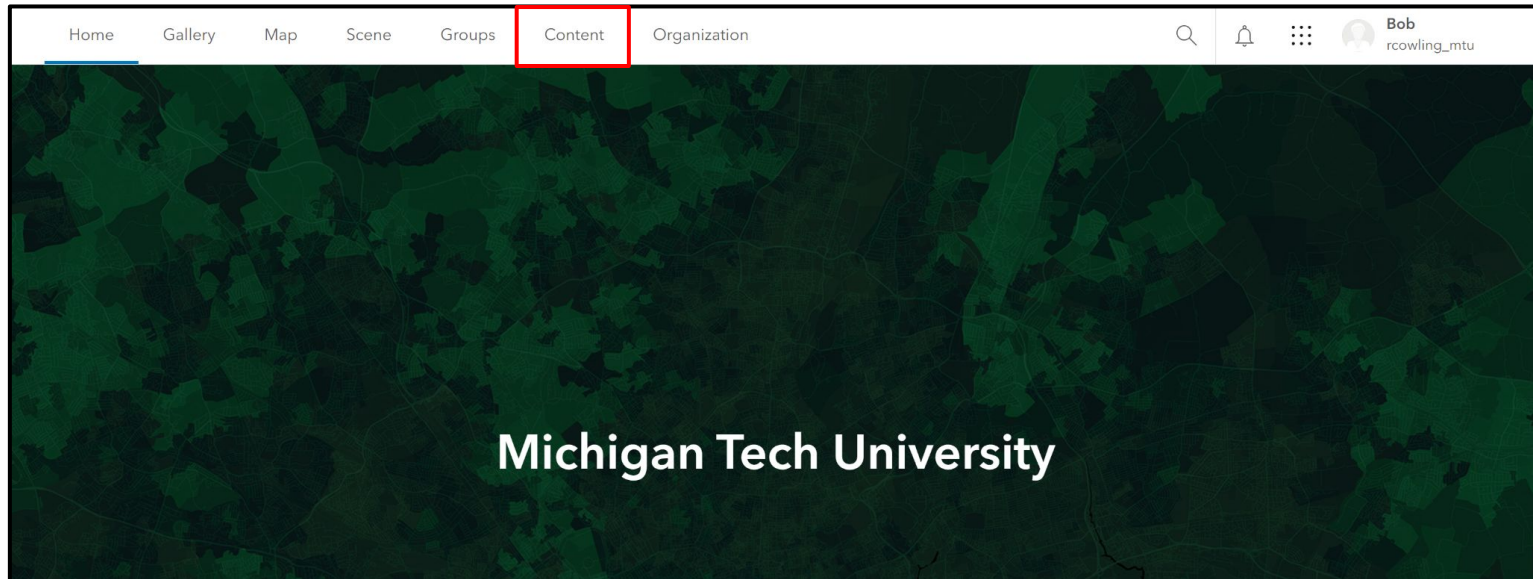 Home Gallery Map Scene Groups Content Organization
Bob
rcowling_mtu
Michigan Tech University